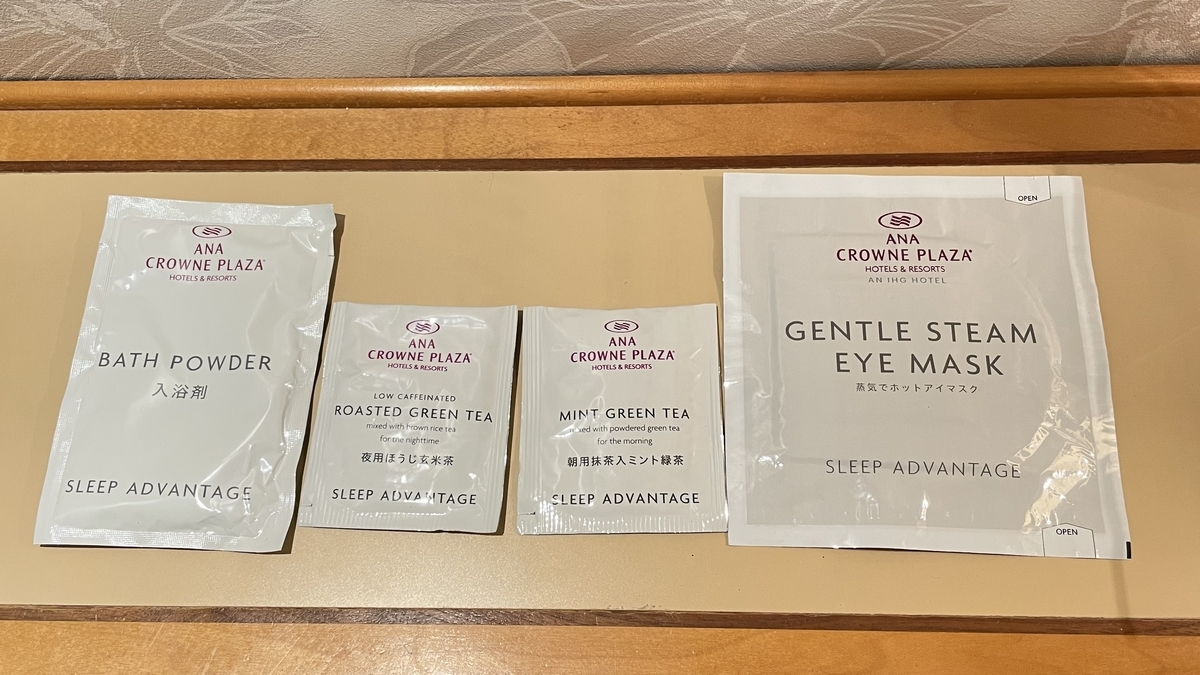 ANA
CROWNE PLAZA
HOTELS & RESORTS
BATH POWDER
入浴剤
SLEEP ADVANTAGE
ANA
CROWNE PLAZA
HOTELS & RESORTS
LOW CAFFEINATED
ROASTED GREEN TEA
mixed with brown rice tea
for the nighttime
夜用ほうじ玄米茶
SLEEP ADVANTAGE
ANA
CROWNE PLAZA
HOTELS & RESORTS
MINT GREEN TEA
mixed with powdered green tea
for the morning
朝用抹茶入ミント緑茶
SLEEP ADVANTAGE
OPEN
ANA
CROWNE PLAZA
HOTELS & RESORTS
AN IHG HOTEL
GENTLE STEAM
EYE MASK
蒸気でホットアイマスク
SLEEP ADVANTAGE
OPEN